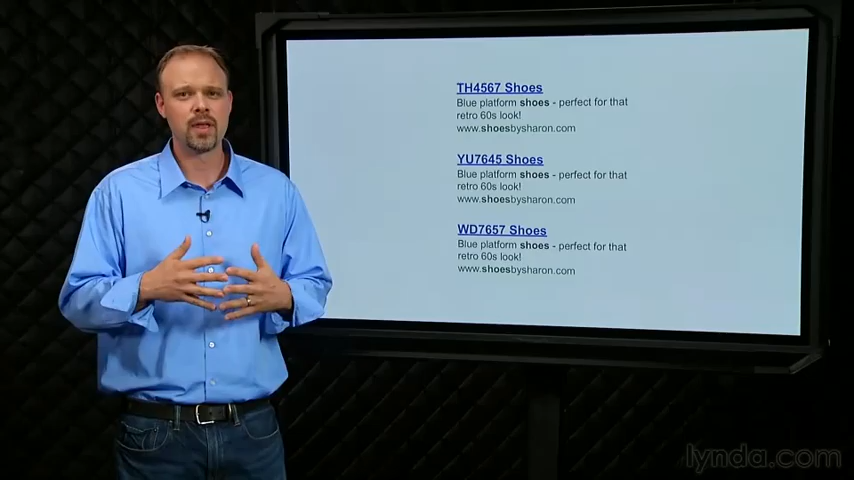 TH4567 Shoes
Blue platform shoes - perfect for that
retro 60s look!
www.shoesbysharon.com
YU7645 Shoes
Blue platform shoes - perfect for that
retro 60s look!
www.shoesbysharon.com
WD7657 Shoes
Blue platform shoes - perfect for that
retro 60s look!
www.shoesbysharon.com
lynda.com